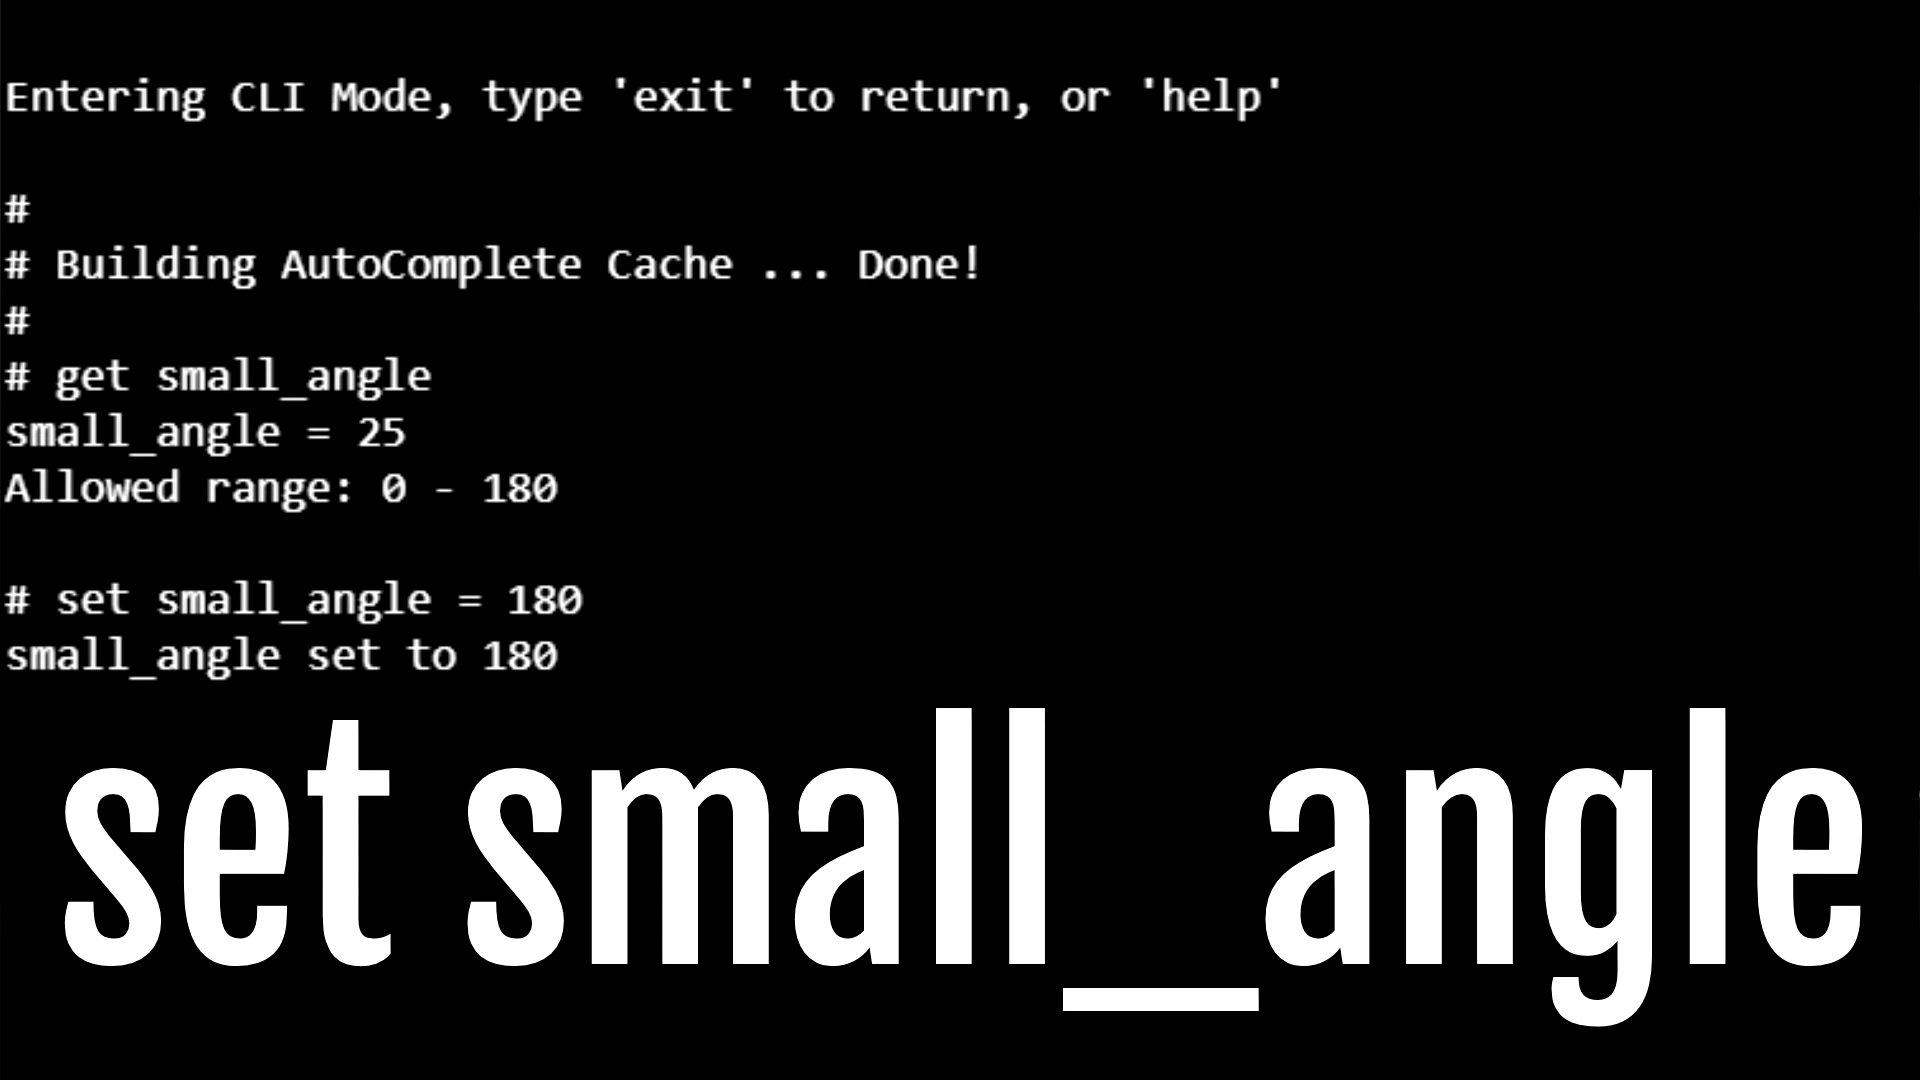 Entering CLI Mode, type 'exit' to return, or 'help'
#
# Building AutoComplete Cache ... Done!
#
# get small_angle
small_angle = 25
Allowed range: 0 - 180
# set small_angle = 180
small_angle set to 180
set small_angle